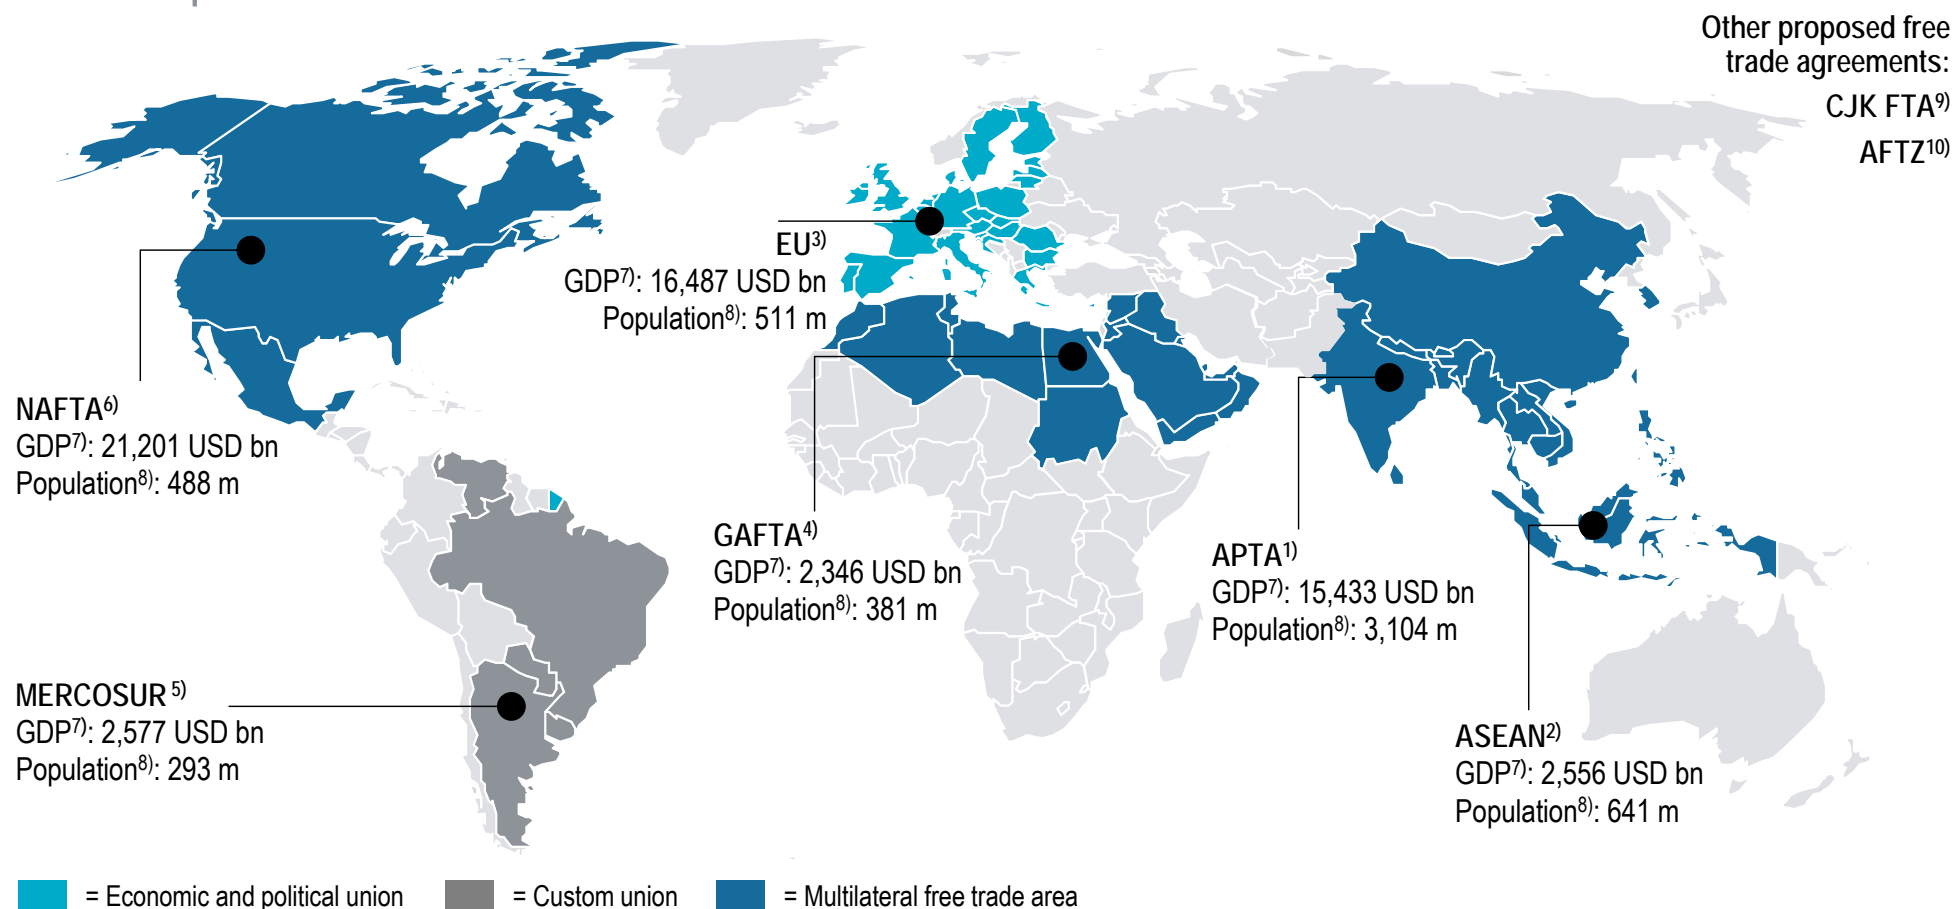 Other proposed free
trade agreements:
CJK FTA9)
AFTZ10)
EU3)
GDP7): 16,487 USD bn
Population8): 511 m
NAFTA6)
GDP7): 21,201 USD bn
Population8): 488 m
GAFTA4)
GDP7): 2,346 USD bn
Population8): 381 m
APTA1)
GDP7): 15,433 USD bn
Population8): 3,104 m
MERCOSUR 5)
GDP7): 2,577 USD bn
Population8): 293 m
ASEAN2)
GDP7): 2,556 USD bn
Population8): 641 m
= Economic and political union
= Custom union
= Multilateral free trade area